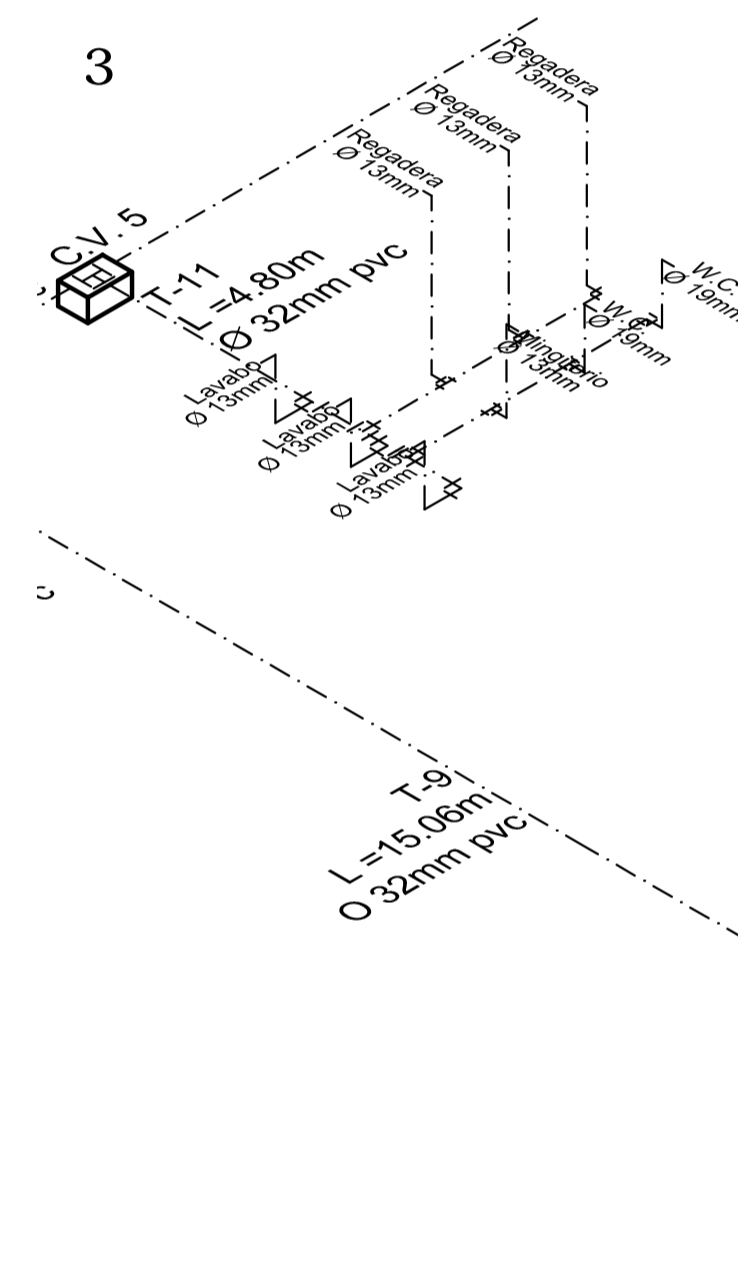 3
Regadera
Ø 13mm
Regadera
Ø 13mm
Regadera
Ø 13mm
C.V. 5
T-11
L =4.80m
Ø 32mm pvc
W.C.
Ø 19mm
W.C.
Ø 19mm
Mingitorio
Ø 13mm
Lavabo
Ø 13mm
Lavabo
Ø 13mm
Lavabo
Ø 13mm
c
T-9
L =15.06m
O 32mm pvc